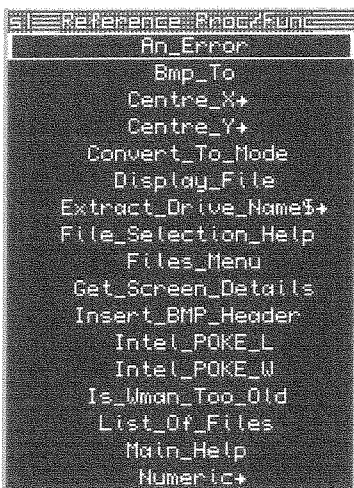 Reference Proc/Func
An_Error
Bmp_To
Centre_X→
Centre_Y→
Convert_To_Mode
Display_File
Extract_Drive_Name$→
File_Selection_Help
Files_Menu
Get_Screen_Details
Insert_BMP_Header
Intel_POKE_L
Intel_POKE_W
Is_Wman_Too_Old
List_Of_Files
Main_Help
Numeric→